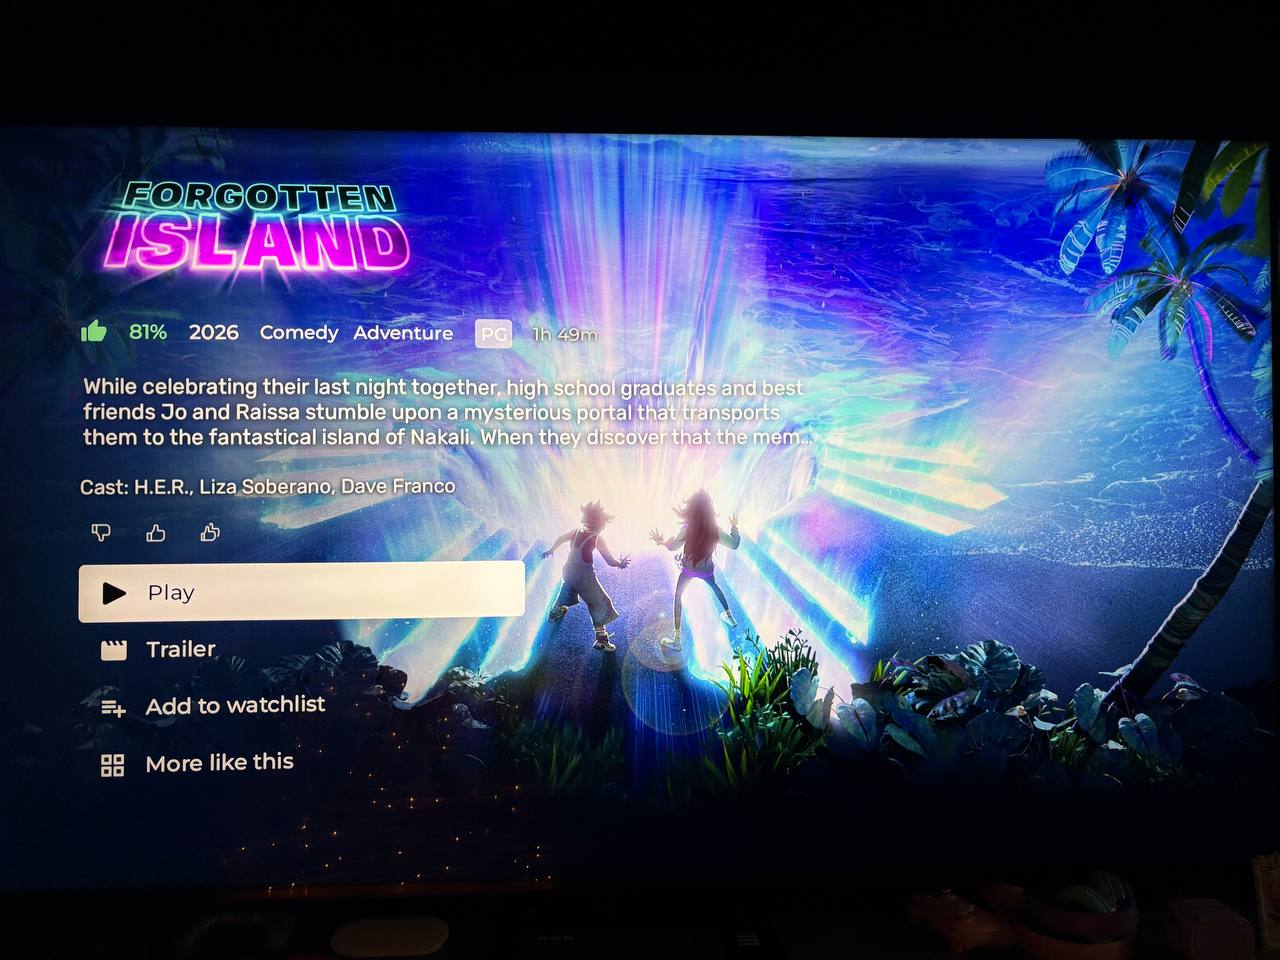 FORGOTTEN
ISLAND
81% 2026 Comedy Adventure PG 1h 49m
While celebrating their last night together, high school graduates and best
friends Jo and Raissa stumble upon a mysterious portal that transports
them to the fantastical island of Nakali. When they discover that the mem...
Cast: H.E.R., Liza Soberano, Dave Franco
Play
Trailer
Add to watchlist
More like this